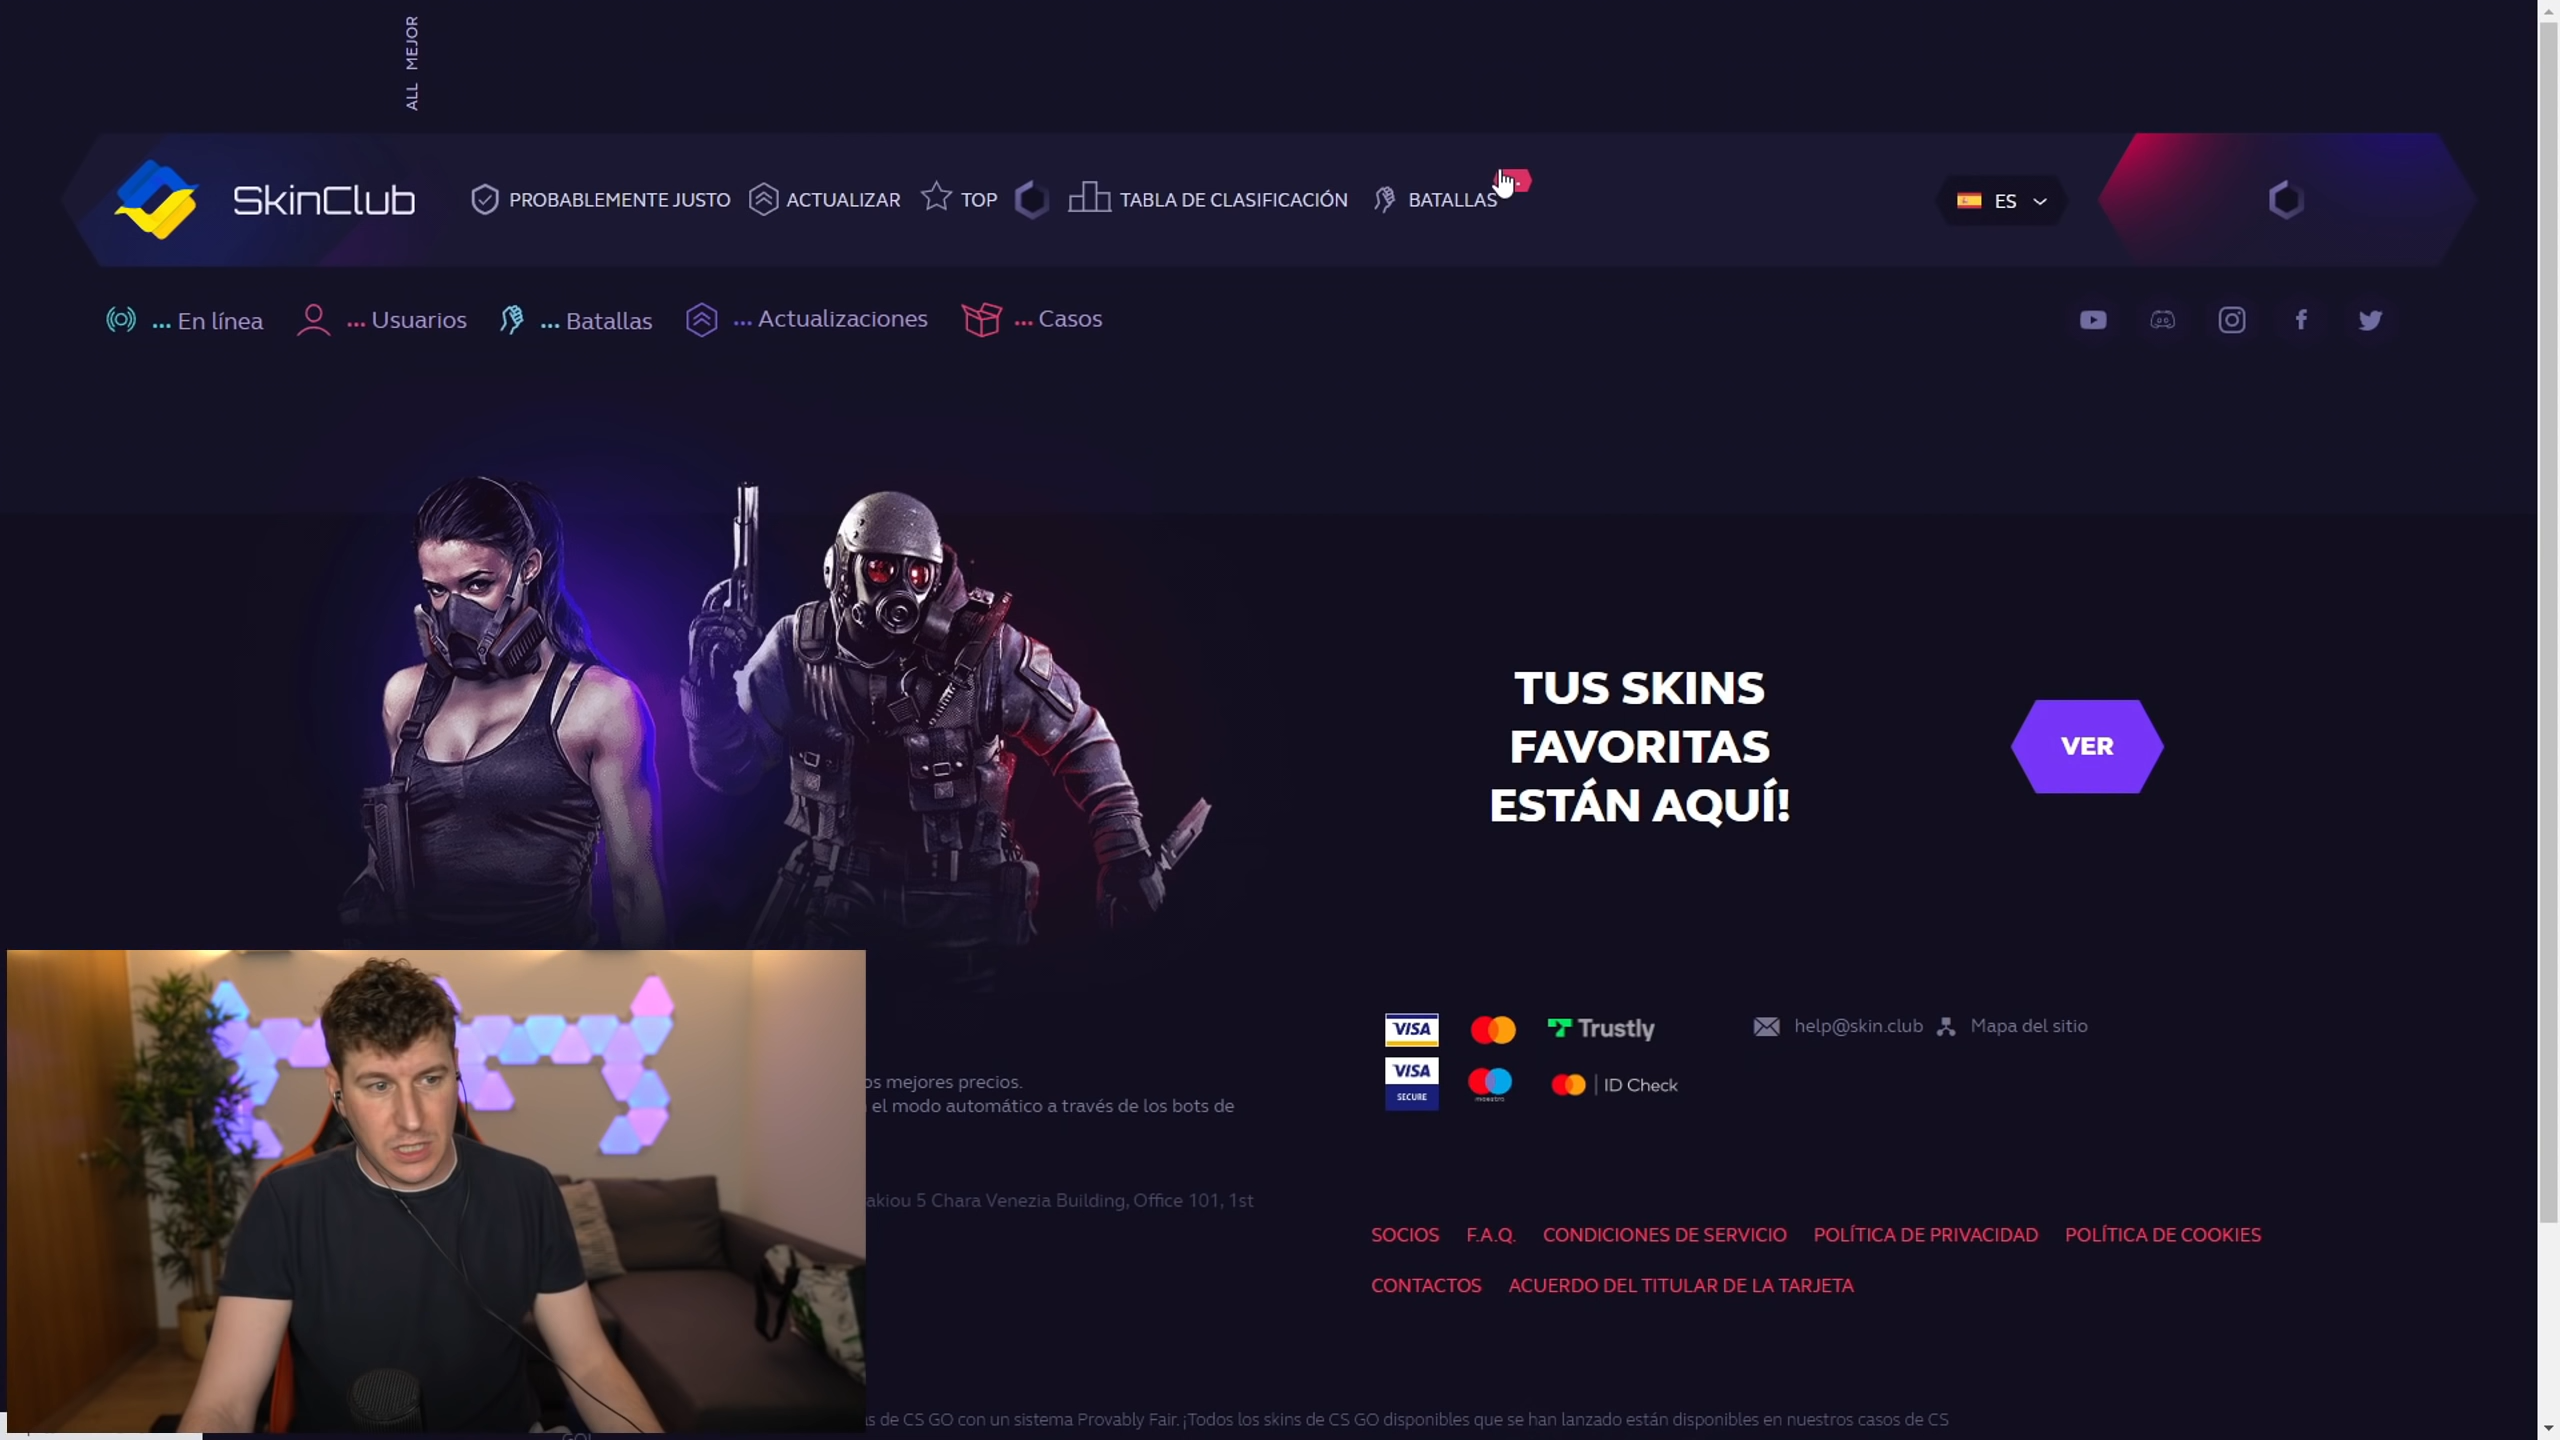 ALL MEJOR
SkinClub
PROBABLEMENTE JUSTO
ACTUALIZAR
TOP
TABLA DE CLASIFICACIÓN
BATALLAS
ES
... En línea
... Usuarios
... Batallas
... Actualizaciones
... Casos
TUS SKINS
FAVORITAS
ESTÁN AQUÍ!
VER
VISA
Trustly
help@skin.club
Mapa del sitio
VISA
SECURE
maestro
ID Check
mejores precios.
el modo automático a través de los bots de
5 Chara Venezia Building, Office 101, 1st
SOCIOS F.A.Q. CONDICIONES DE SERVICIO POLÍTICA DE PRIVACIDAD POLÍTICA DE COOKIES
CONTACTOS ACUERDO DEL TITULAR DE LA TARJETA
de CS GO con un sistema Provably Fair. ¡Todos los skins de CS GO disponibles que se han lanzado están disponibles en nuestros casos de CS